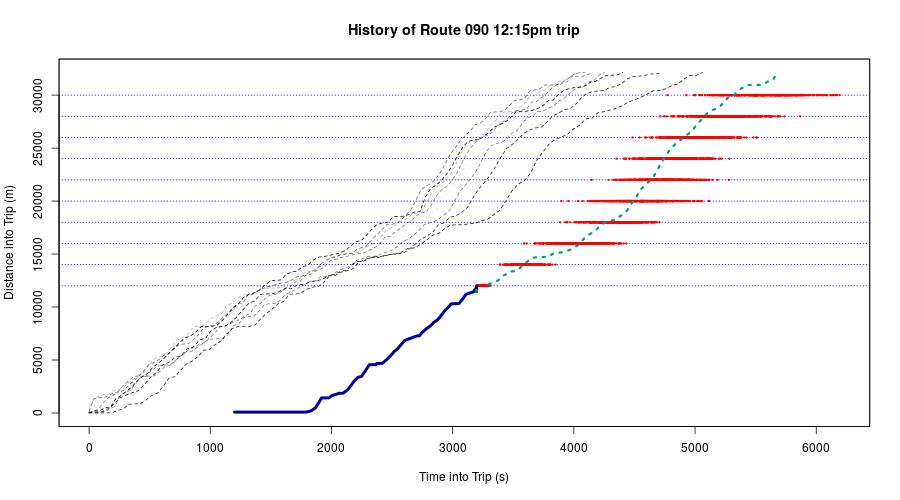 History of Route 090 12:15pm trip
Distance into Trip (m)
30000
25000
20000
15000
10000
5000
0
0 1000 2000 3000 4000 5000 6000
Time into Trip (s)